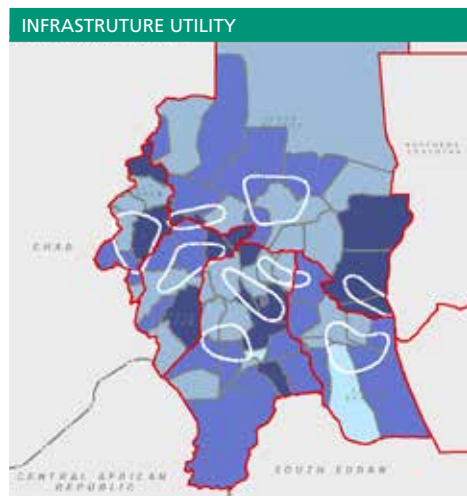 INFRASTRUTURE UTILITY
CHAD
CENTRAL AFRICAN
REPUBLIC
SOUTH SUDAN